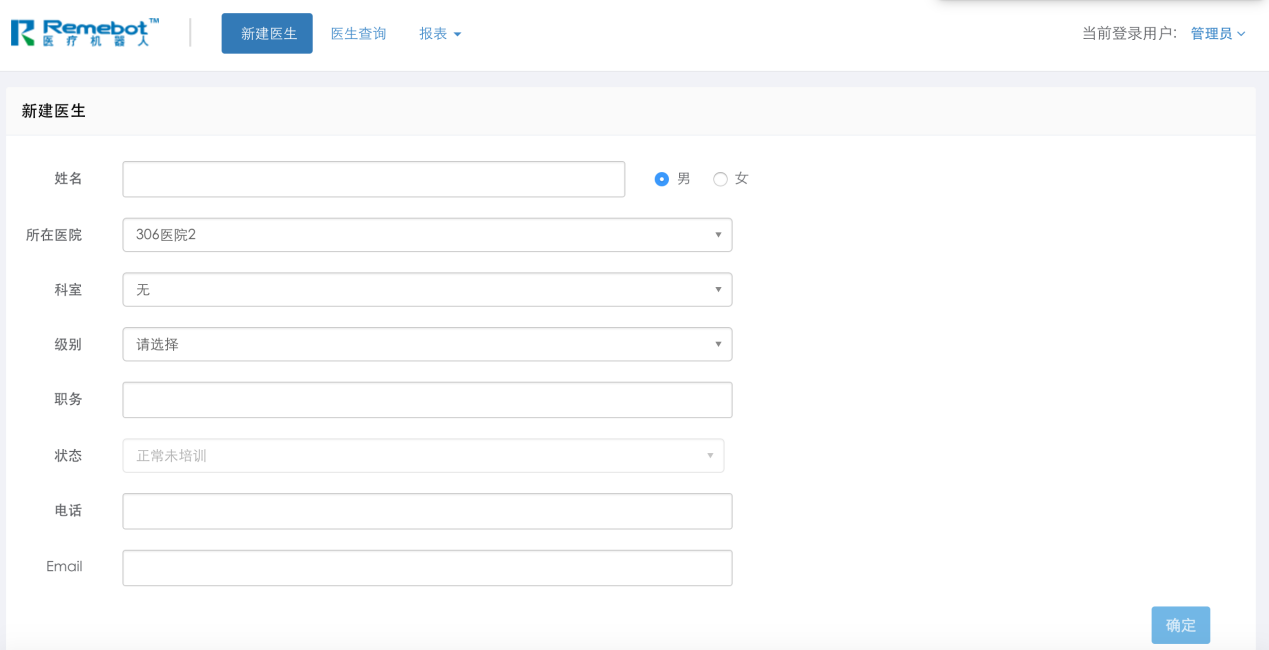 Remebot™
医疗机器人
新建医生 医生查询 报表
当前登录用户: 管理员
新建医生
姓名 男 女
所在医院 306医院2
科室 无
级别 请选择
职务
状态 正常未培训
电话
Email
确定